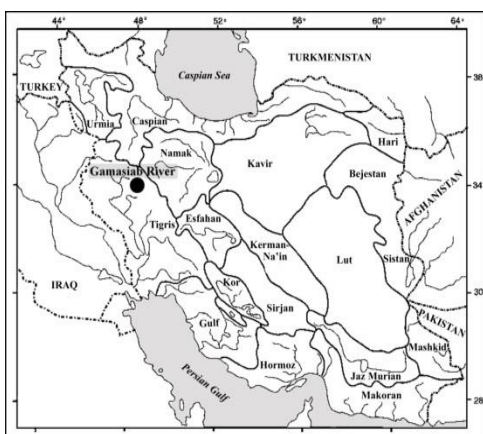 44° 48° 52° 56° 60° 64°
TURKMENISTAN
Caspian Sea
38
TURKEY
Urmia
Caspian
Hari
Namak
Kavir
Gamasiab River
Bejestan
34
AFGHANISTAN
Esfahan
Tigris
Kerman-
Na'in
Lut
Sistan
IRAQ
Kor
Sirjan
30
PAKISTAN
Gulf
Mashkid
Hormoz
Jaz Murian
Persian Gulf
Makoran
28